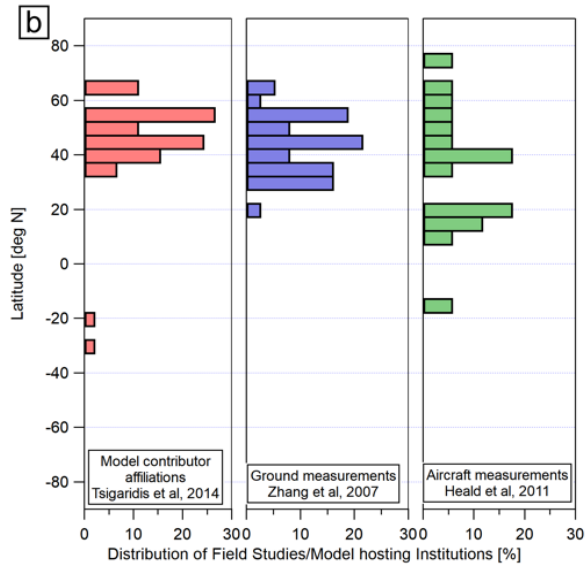 b
Latitude [deg N]
80
60
40
20
0
-20
-40
-60
-80
Model contributor
affiliations
Tsigaridis et al, 2014
Ground measurements
Zhang et al, 2007
Aircraft measurements
Heald et al, 2011
0 10 20 30 0 10 20 30 0 10 20 30
Distribution of Field Studies/Model hosting Institutions [%]